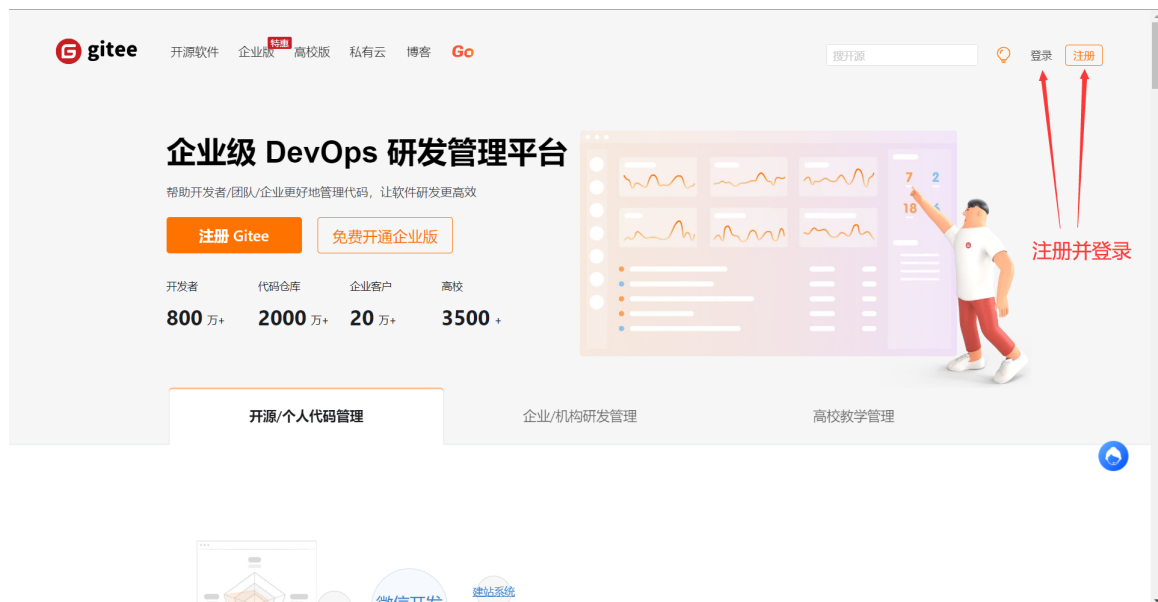 gitee 开源软件 企业版 特惠 高校版 私有云 博客 Go 搜开源 登录 注册
企业级 DevOps 研发管理平台
帮助开发者/团队/企业更好地管理代码，让软件研发更高效
注册 Gitee 免费开通企业版
注册并登录
开发者 代码仓库 企业客户 高校
800 万+ 2000 万+ 20 万+ 3500 +
7 2
18
开源/个人代码管理 企业/机构研发管理 高校教学管理
微信开发 建站系统